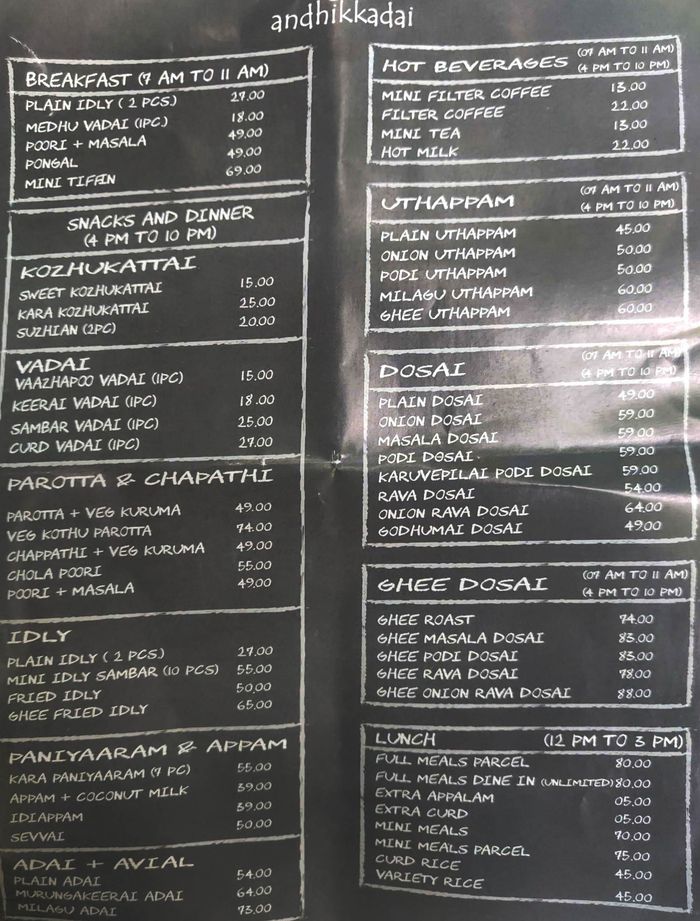 andhikkadai
BREAKFAST (7 AM TO 11 AM)
PLAIN IDLY ( 2 PCS.) 27.00
MEDHU VADAI (1PC.) 18.00
POORI + MASALA 49.00
PONGAL 49.00
MINI TIFFIN 69.00
SNACKS AND DINNER
(4 PM TO 10 PM)
KOZHUKATTAI
SWEET KOZHUKATTAI 15.00
KARA KOZHUKATTAI 25.00
SUZHIAN (2PC) 20.00
VADAI
VAAZHAPOO VADAI (1PC) 15.00
KEERAI VADAI (1PC) 18.00
SAMBAR VADAI (1PC) 25.00
CURD VADAI (1PC) 27.00
PAROTTA & CHAPATHI
PAROTTA + VEG KURUMA 49.00
VEG KOTHU PAROTTA 74.00
CHAPPATHI + VEG KURUMA 49.00
CHOLA POORI 55.00
POORI + MASALA 49.00
IDLY
PLAIN IDLY ( 2 PCS) 27.00
MINI IDLY SAMBAR (10 PCS) 55.00
FRIED IDLY 50.00
GHEE FRIED IDLY 65.00
PANIYAARAM & APPAM
KARA PANIYAARAM (7 PC) 55.00
APPAM + COCONUT MILK 39.00
IDIAPPAM 39.00
SEVVAI 50.00
ADAI + AVIAL
PLAIN ADAI 54.00
MURUNGAKEERAI ADAI 64.00
MILAGU ADAI 73.00
HOT BEVERAGES (07 AM TO 11 AM)
(4 PM TO 10 PM)
MINI FILTER COFFEE 13.00
FILTER COFFEE 22.00
MINI TEA 13.00
HOT MILK 22.00
UTHAPPAM (07 AM TO 11 AM)
(4 PM TO 10 PM)
PLAIN UTHAPPAM 45.00
ONION UTHAPPAM 50.00
PODI UTHAPPAM 50.00
MILAGU UTHAPPAM 60.00
GHEE UTHAPPAM 60.00
DOSAI (07 AM TO 11 AM)
(4 PM TO 10 PM)
PLAIN DOSAI 49.00
ONION DOSAI 59.00
MASALA DOSAI 59.00
PODI DOSAI 59.00
KARUVEPILAI PODI DOSAI 59.00
RAVA DOSAI 54.00
ONION RAVA DOSAI 64.00
GODHUMAI DOSAI 49.00
GHEE DOSAI (07 AM TO 11 AM)
(4 PM TO 10 PM)
GHEE ROAST 74.00
GHEE MASALA DOSAI 83.00
GHEE PODI DOSAI 83.00
GHEE RAVA DOSAI 78.00
GHEE ONION RAVA DOSAI 88.00
LUNCH (12 PM TO 3 PM)
FULL MEALS PARCEL 80.00
FULL MEALS DINE IN (UNLIMITED) 80.00
EXTRA APPALAM 05.00
EXTRA CURD 05.00
MINI MEALS 70.00
MINI MEALS PARCEL 75.00
CURD RICE 45.00
VARIETY RICE 45.00